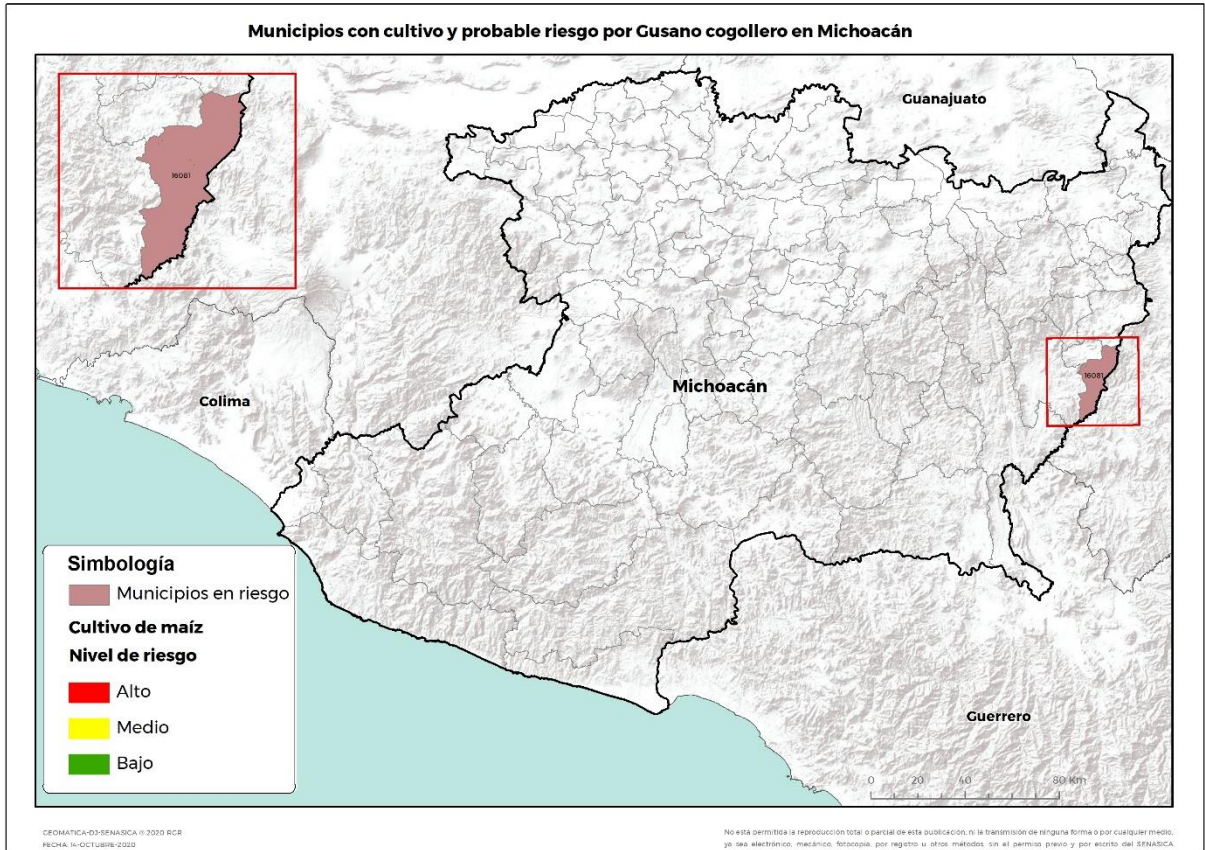 Municipios con cultivo y probable riesgo por Gusano cogollero en Michoacán
Guanajuato
16081
Michoacán
16081
Colima
Guerrero
Simbología
Municipios en riesgo
Cultivo de maíz
Nivel de riesgo
Alto
Medio
Bajo
0 20 40 80 Km
GEOMATICA-DJ-SENASICA © 2020 RGR
FECHA: 14-OCTUBRE-2020
No está permitida la reproducción total o parcial de esta publicación, ni la transmisión de ninguna forma o por cualquier medio,
ya sea electrónico, mecánico, fotocopia, por registro u otros métodos, sin el permiso previo y por escrito del SENASICA